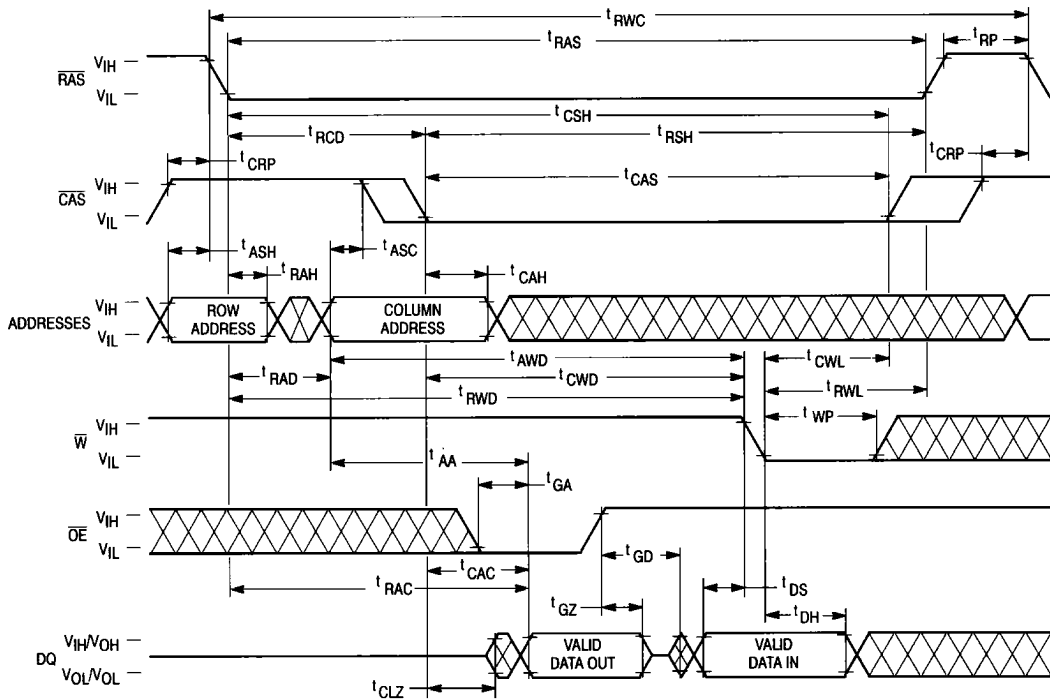 tRWC
tRAS
tRP
RAS
VIH
VIL
tCSH
tRCD
tRSH
tCRP
tCRP
CAS
VIH
VIL
tCAS
tASH
tASC
tRAH
tCAH
ADDRESSES
VIH
VIL
ROW
ADDRESS
COLUMN
ADDRESS
tAWD
tCWL
tRAD
tCWD
tRWL
tRWD
tWP
W
VIH
VIL
tAA
tGA
OE
VIH
VIL
tGD
tCAC
tRAC
tDS
tGZ
tDH
DQ
VIH/VOH
VOL/VOL
VALID
DATA OUT
VALID
DATA IN
tCLZ